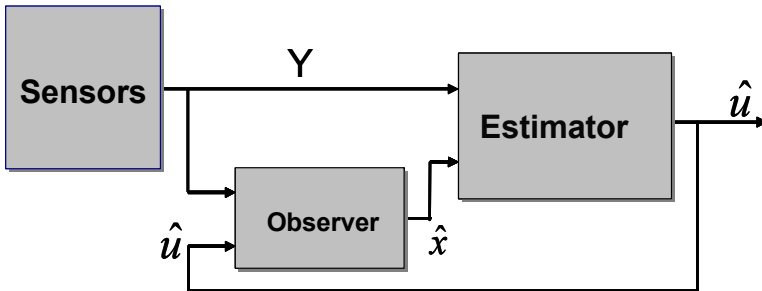 Y
Sensors
Estimator
û
Observer
û
x̂